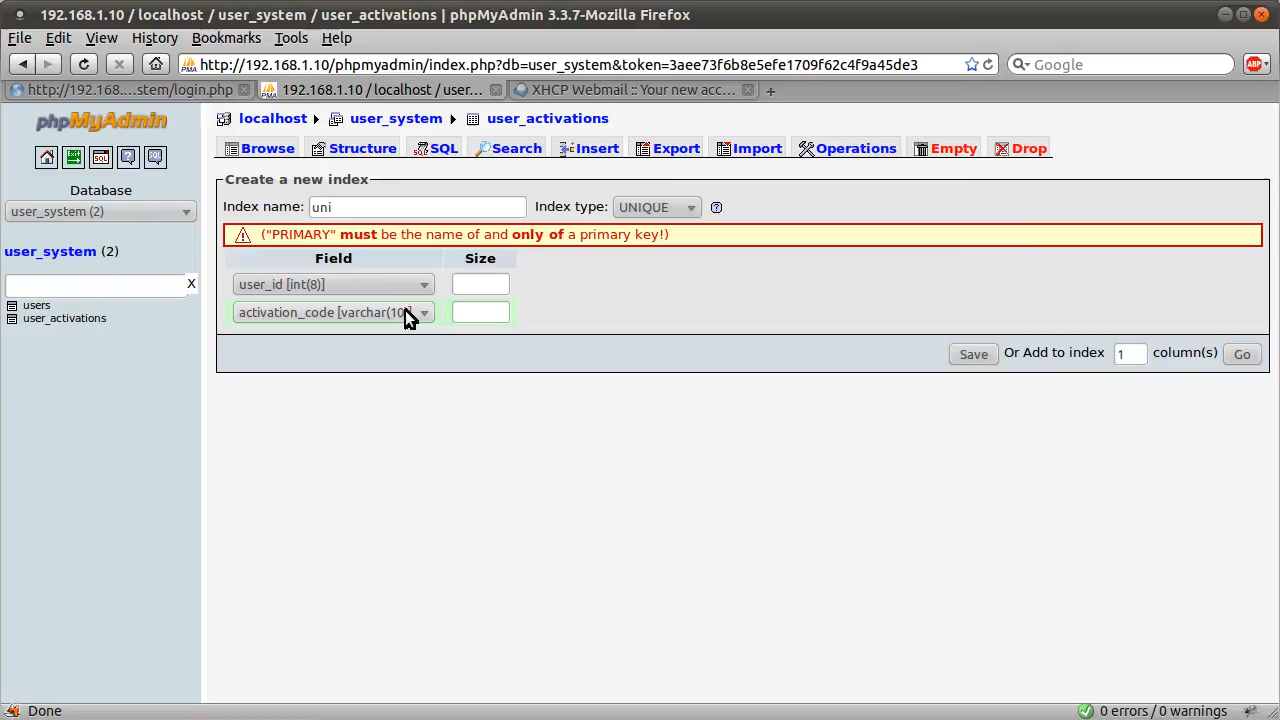 192.168.1.10 / localhost / user_system / user_activations | phpMyAdmin 3.3.7-Mozilla Firefox
File Edit View History Bookmarks Tools Help
http://192.168.1.10/phpmyadmin/index.php?db=user_system&token=3aee73f6b8e5efe1709f62c4f9a45de3
Google
ABP
http://192.168....stem/login.php
192.168.1.10 / localhost / user...
XHCP Webmail :: Your new acc...
phpMyAdmin
localhost
user_system
user_activations
Browse Structure SQL Search Insert Export Import Operations Empty Drop
SQL
Database
user_system (2)
user_system (2)
X
users
user_activations
Create a new index
Index name: uni Index type: UNIQUE
("PRIMARY" must be the name of and only of a primary key!)
Field Size
user_id [int(8)]
activation_code [varchar(10
Save Or Add to index 1 column(s) Go
Done
0 errors / 0 warnings